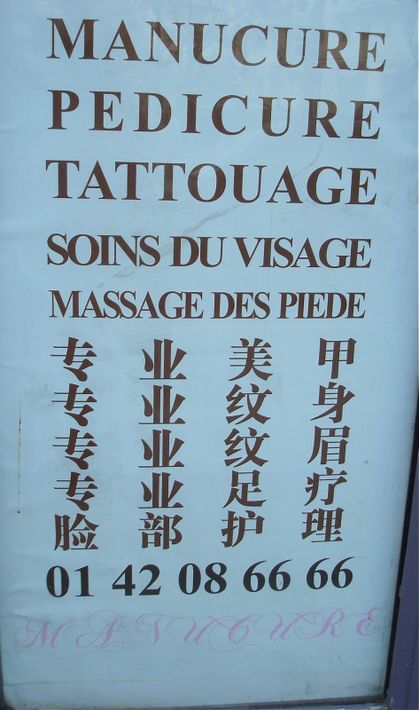 MANUCURE
PEDICURE
TATTOUAGE
SOINS DU VISAGE
MASSAGE DES PIEDE
专业美甲
专业纹身
专业纹眉
专业足疗
脸部护理
01 42 08 66 66
MANUCURE